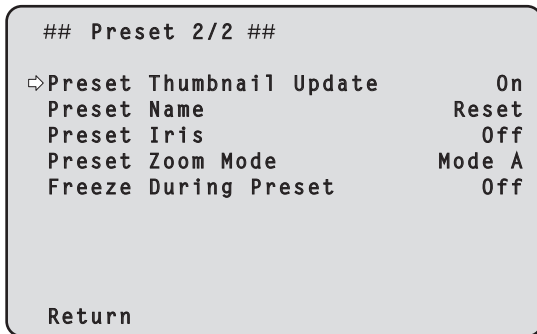 ## Preset 2/2 ##
⇨Preset Thumbnail Update On
Preset Name Reset
Preset Iris Off
Preset Zoom Mode Mode A
Freeze During Preset Off
Return